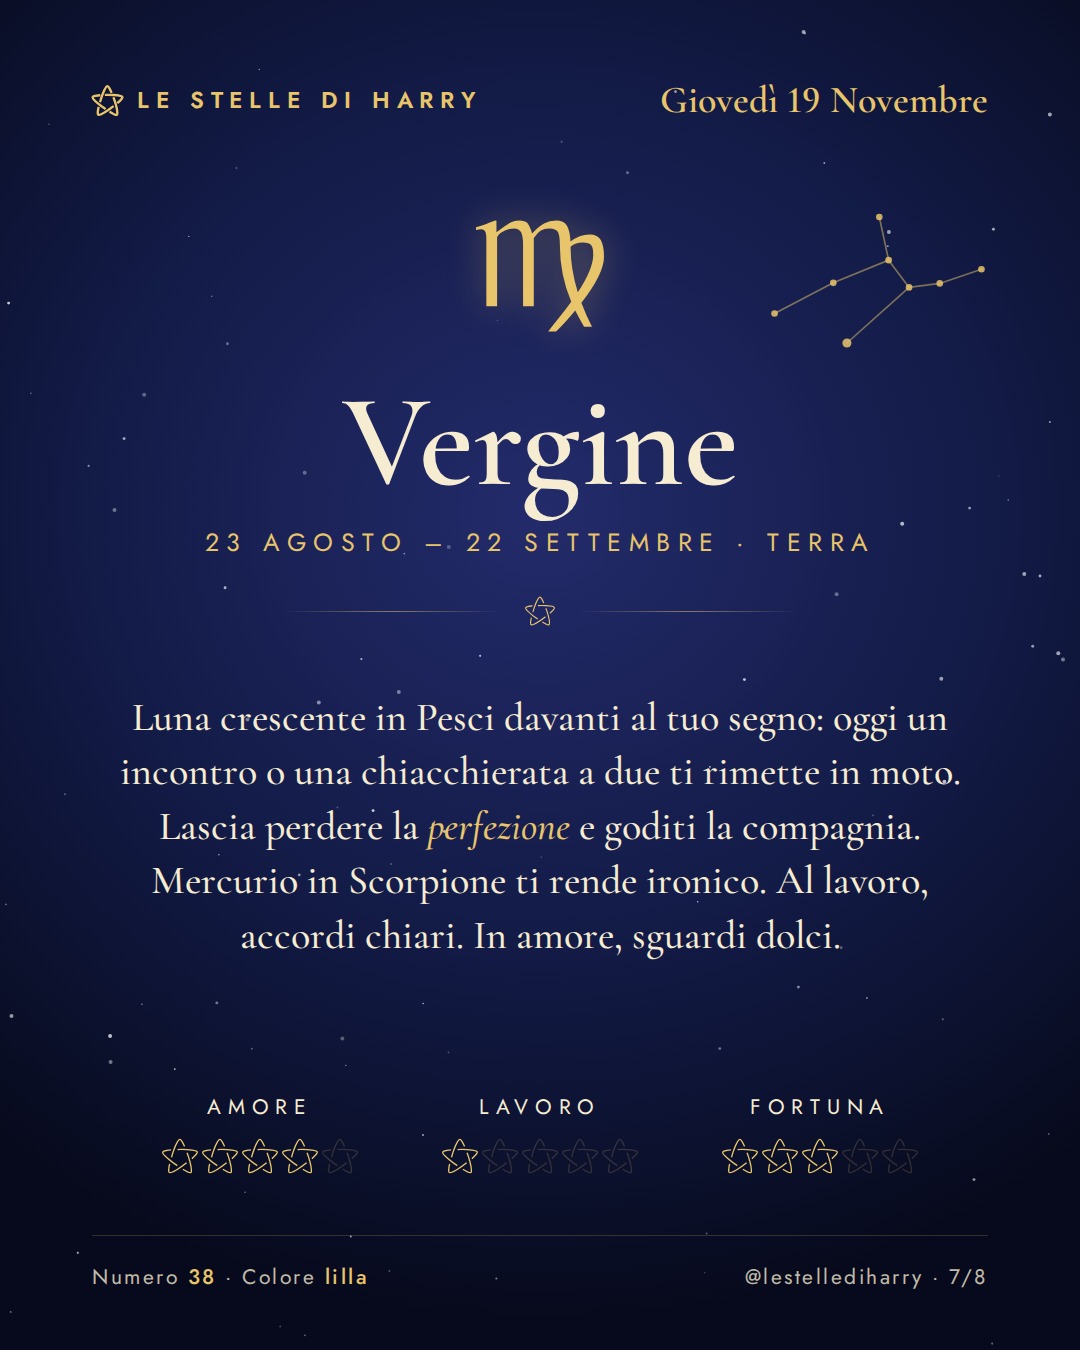 LE STELLE DI HARRY
Giovedì 19 Novembre
♍
Vergine
23 AGOSTO – 22 SETTEMBRE · TERRA
Luna crescente in Pesci davanti al tuo segno: oggi un
incontro o una chiacchierata a due ti rimette in moto.
Lascia perdere la perfezione e goditi la compagnia.
Mercurio in Scorpione ti rende ironico. Al lavoro,
accordi chiari. In amore, sguardi dolci.
AMORE
LAVORO
FORTUNA
Numero 38 · Colore lilla
@lestellediharry · 7/8